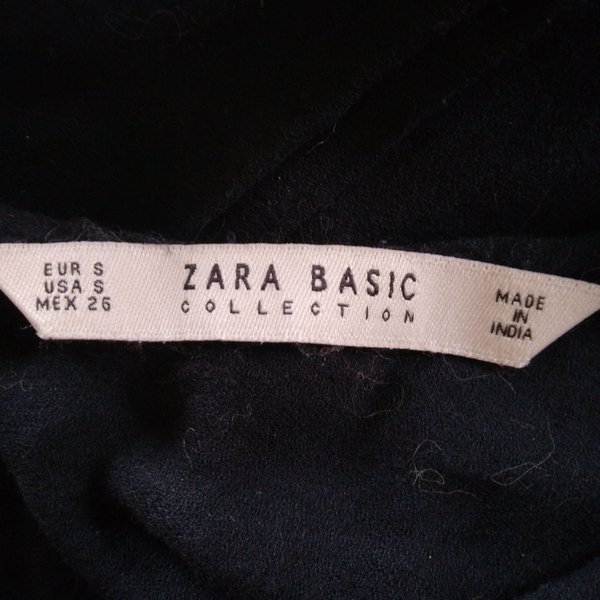 EUR S
USA S
MEX 26
ZARA BASIC
COLLECTION
MADE
IN
INDIA